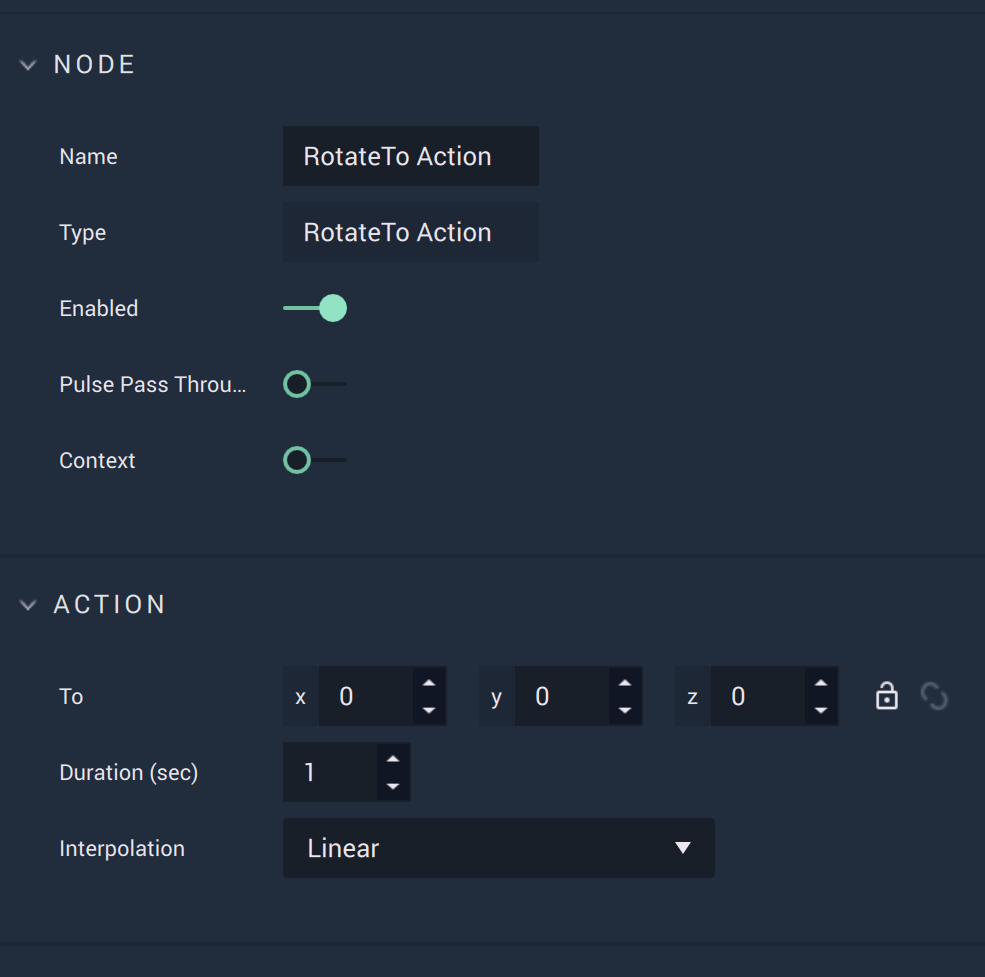 NODE
Name RotateTo Action
Type RotateTo Action
Enabled
Pulse Pass Throu...
Context
ACTION
To x 0 y 0 z 0
Duration (sec) 1
Interpolation Linear